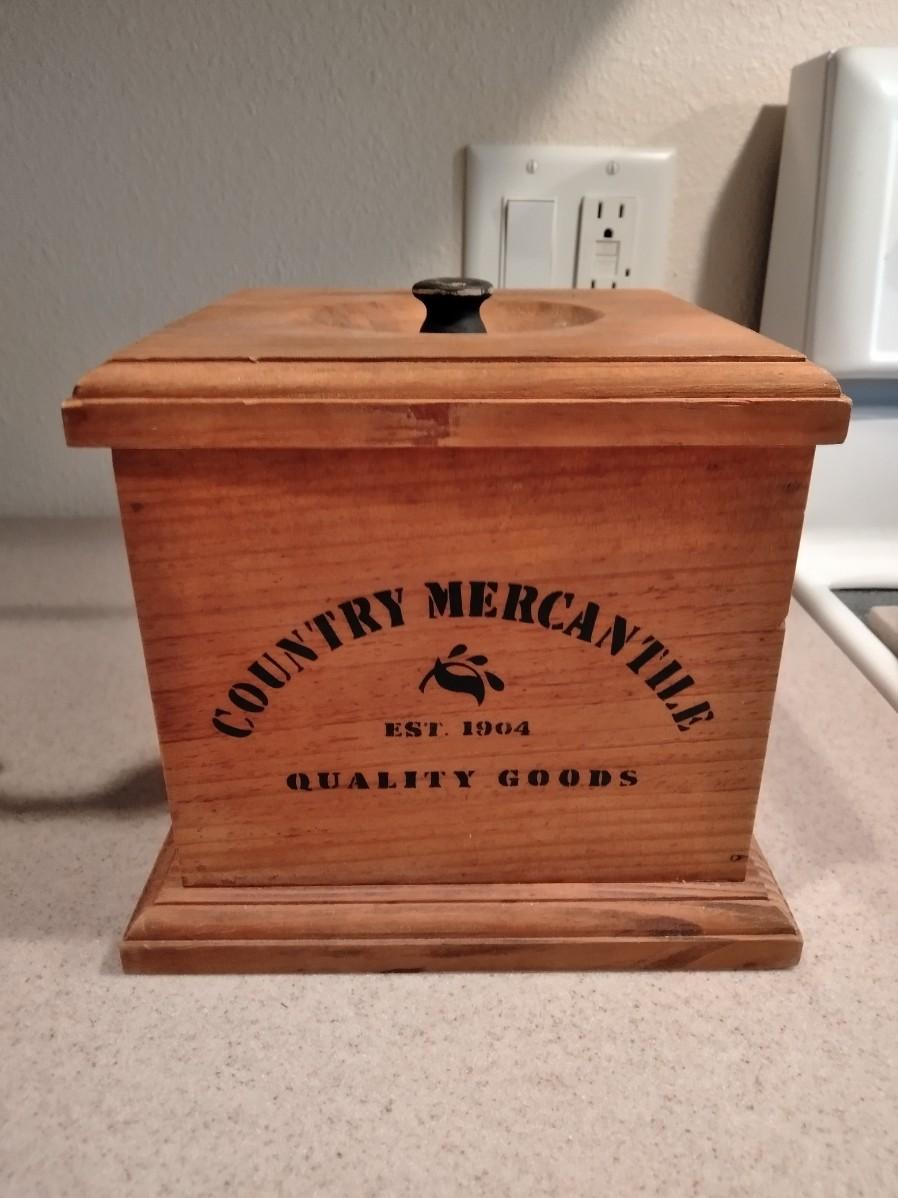 COUNTRY MERCANTILE
EST. 1904
QUALITY GOODS